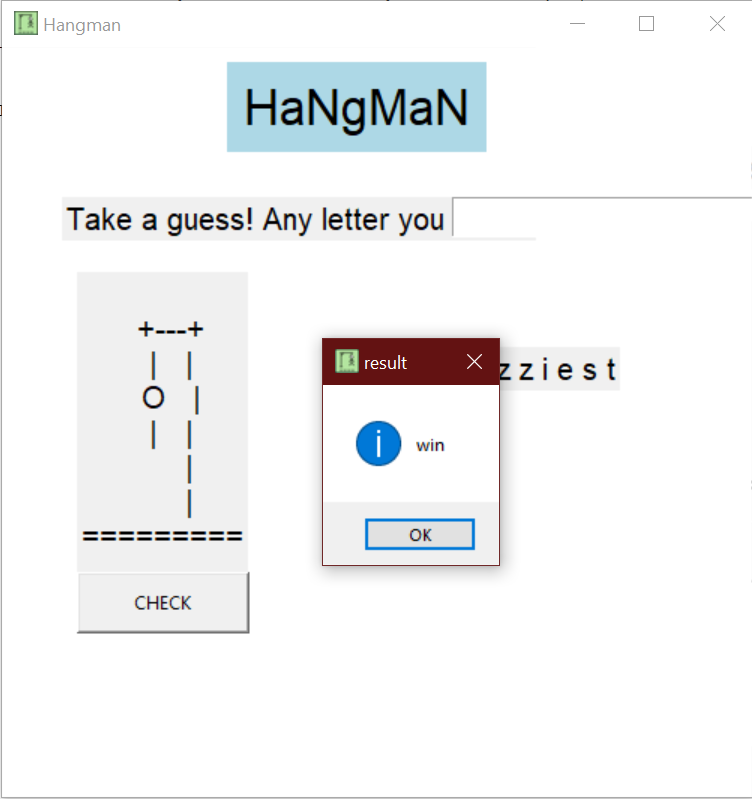 Hangman
HaNgMaN
Take a guess! Any letter you
+---+
| |
O |
| |
|
|
=========
CHECK
result
z z i e s t
win
OK